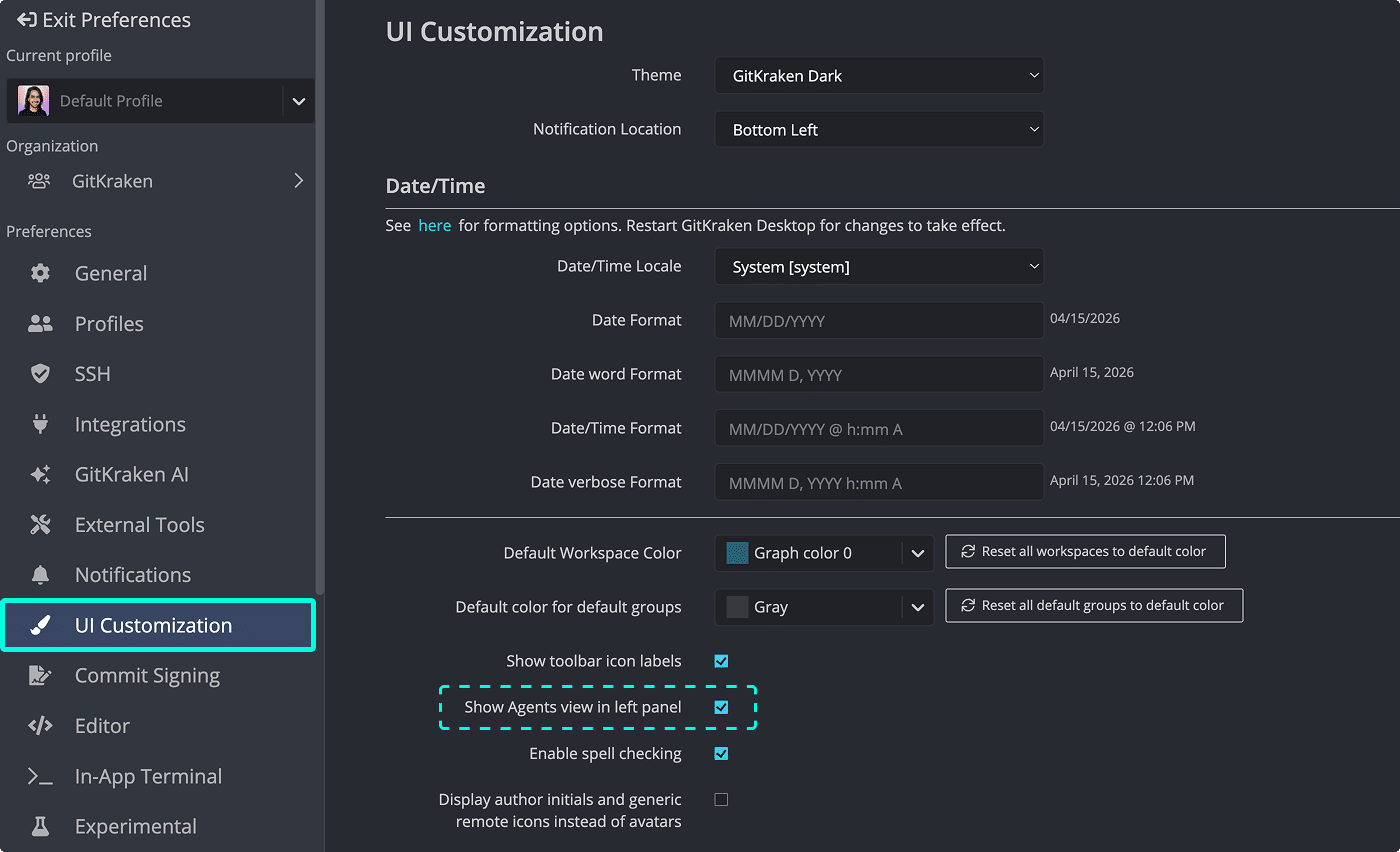 Exit Preferences
Current profile
Default Profile
Organization
GitKraken
Preferences
General
Profiles
SSH
Integrations
GitKraken AI
External Tools
Notifications
UI Customization
Commit Signing
Editor
In-App Terminal
Experimental
UI Customization
Theme GitKraken Dark
Notification Location Bottom Left
Date/Time
See here for formatting options. Restart GitKraken Desktop for changes to take effect.
Date/Time Locale System [system]
Date Format MM/DD/YYYY 04/15/2026
Date word Format MMMM D, YYYY April 15, 2026
Date/Time Format MM/DD/YYYY @ h:mm A 04/15/2026 @ 12:06 PM
Date verbose Format MMMM D, YYYY h:mm A April 15, 2026 12:06 PM
Default Workspace Color Graph color 0 Reset all workspaces to default color
Default color for default groups Gray Reset all default groups to default color
Show toolbar icon labels
Show Agents view in left panel
Enable spell checking
Display author initials and generic
remote icons instead of avatars